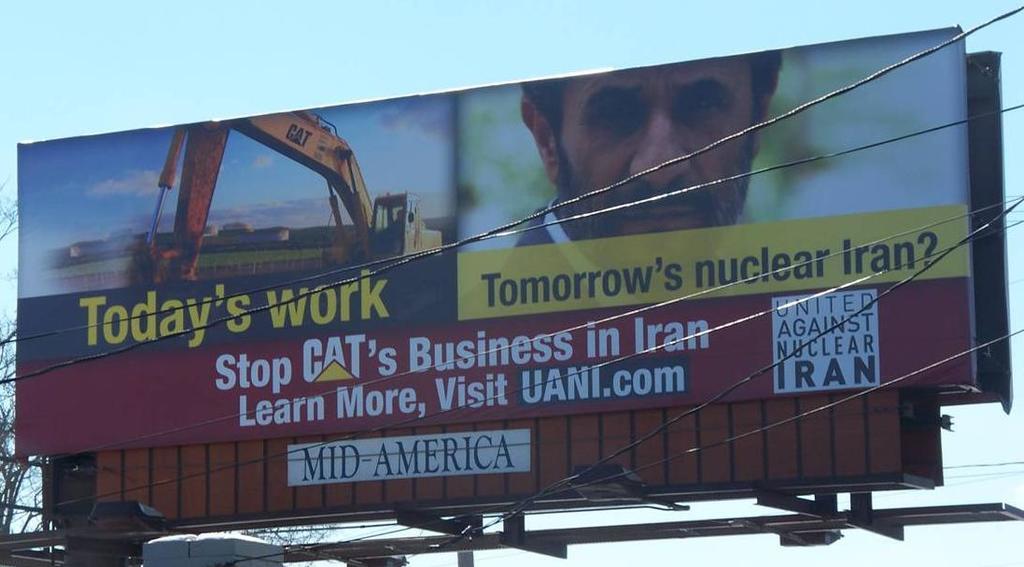 CAT
Today's work
Tomorrow's nuclear Iran?
Stop CAT's Business in Iran
Learn More, Visit UANI.com
UNITED
AGAINST
NUCLEAR
IRAN
MID-AMERICA